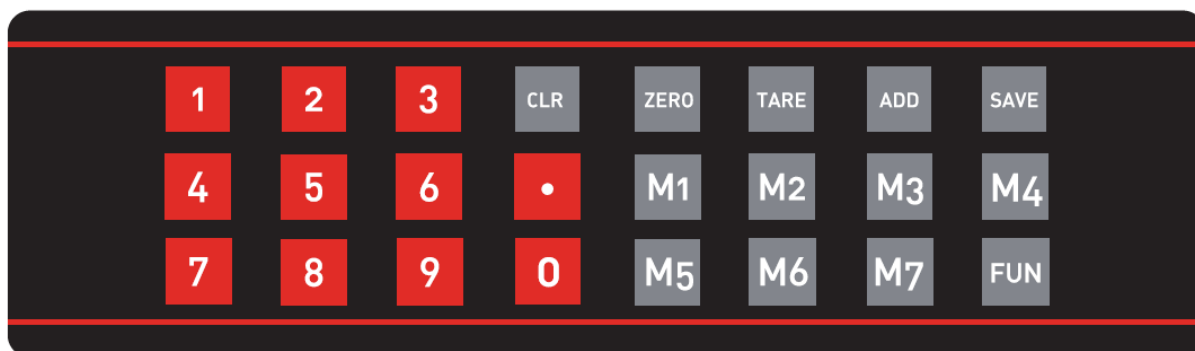 1 2 3 CLR ZERO TARE ADD SAVE
4 5 6 . M1 M2 M3 M4
7 8 9 0 M5 M6 M7 FUN